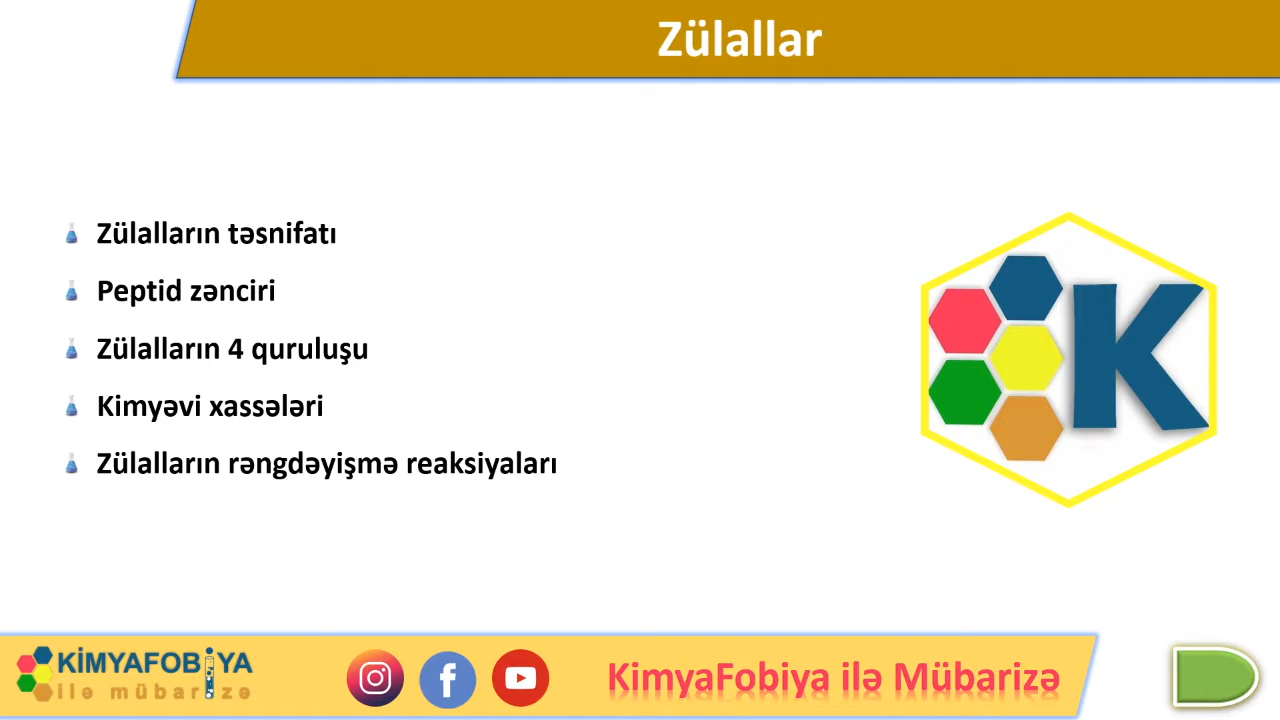 Zülallar
Zülalların təsnifatı
Peptid zənciri
Zülalların 4 quruluşu
Kimyəvi xassələri
Zülalların rəngdəyişmə reaksiyaları
K
KİMYAFOBİYA
ilə mübarizə
KimyaFobiya ilə Mübarizə